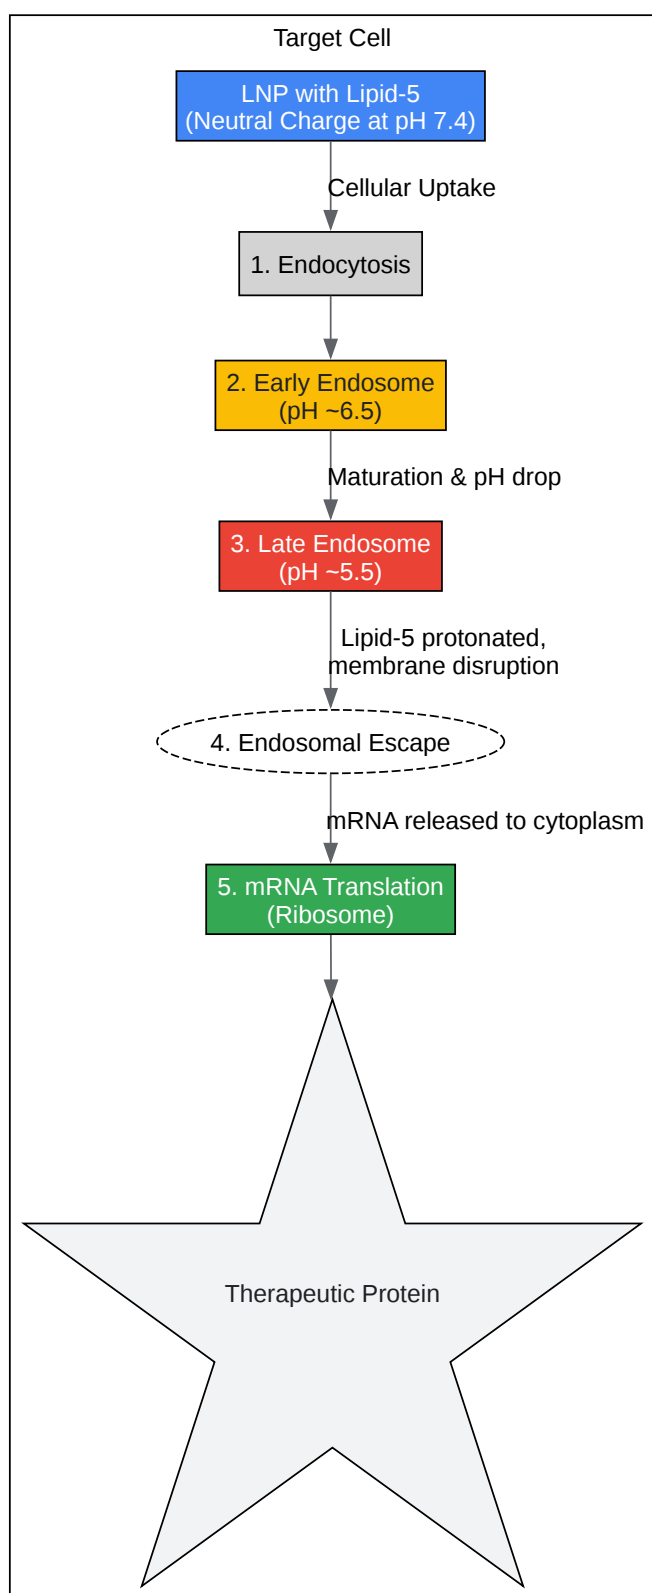 Target Cell
LNP with Lipid-5
(Neutral Charge at pH 7.4)
Cellular Uptake
1. Endocytosis
2. Early Endosome
(pH ~6.5)
Maturation & pH drop
3. Late Endosome
(pH ~5.5)
Lipid-5 protonated,
membrane disruption
4. Endosomal Escape
mRNA released to cytoplasm
5. mRNA Translation
(Ribosome)
Therapeutic Protein